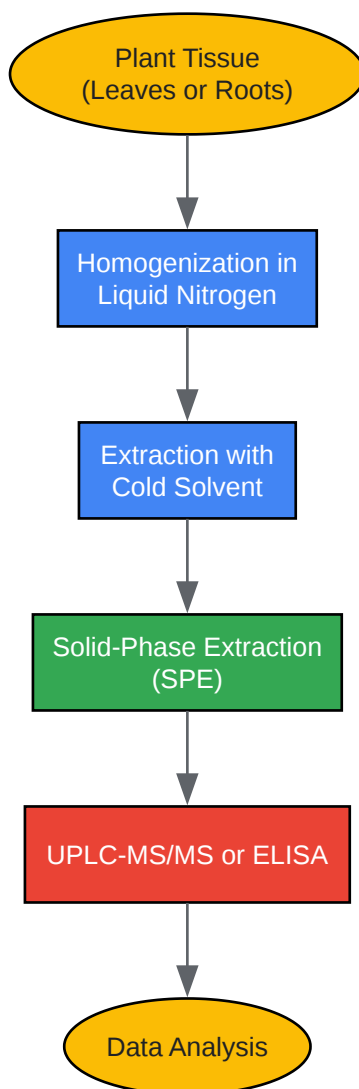 Plant Tissue
(Leaves or Roots)
Homogenization in
Liquid Nitrogen
Extraction with
Cold Solvent
Solid-Phase Extraction
(SPE)
UPLC-MS/MS or ELISA
Data Analysis